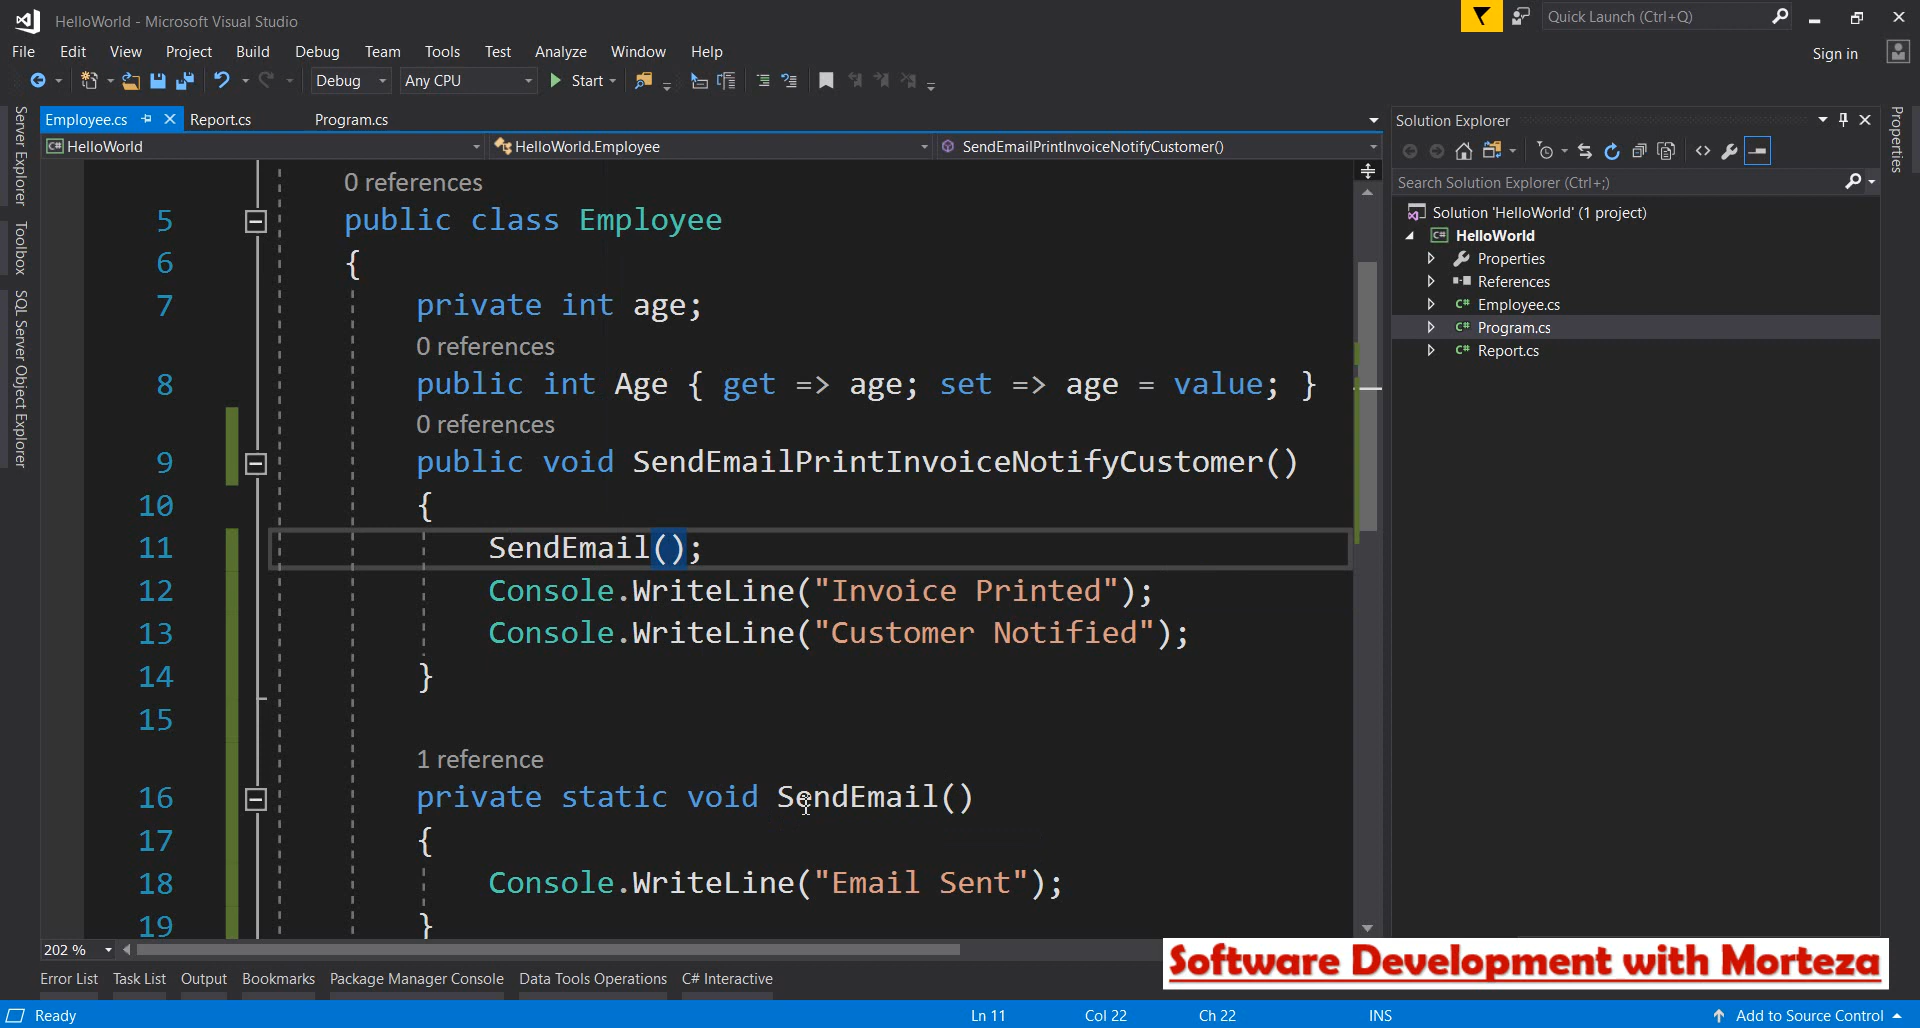 HelloWorld - Microsoft Visual Studio
Quick Launch (Ctrl+Q)
File Edit View Project Build Debug Team Tools Test Analyze Window Help
Sign in
Debug Any CPU Start
Employee.cs Report.cs Program.cs
HelloWorld HelloWorld.Employee SendEmailPrintInvoiceNotifyCustomer()
Server Explorer
Toolbox
SQL Server Object Explorer
0 references
5 public class Employee
6 {
7 private int age;
0 references
8 public int Age { get => age; set => age = value; }
0 references
9 public void SendEmailPrintInvoiceNotifyCustomer()
10 {
11 SendEmail();
12 Console.WriteLine("Invoice Printed");
13 Console.WriteLine("Customer Notified");
14 }
15
1 reference
16 private static void SendEmail()
17 {
18 Console.WriteLine("Email Sent");
19 }
202 %
Solution Explorer
Search Solution Explorer (Ctrl+;)
Solution 'HelloWorld' (1 project)
C# HelloWorld
Properties
References
C# Employee.cs
C# Program.cs
C# Report.cs
Properties
Software Development with Morteza
Error List Task List Output Bookmarks Package Manager Console Data Tools Operations C# Interactive
Ready Ln 11 Col 22 Ch 22 INS Add to Source Control